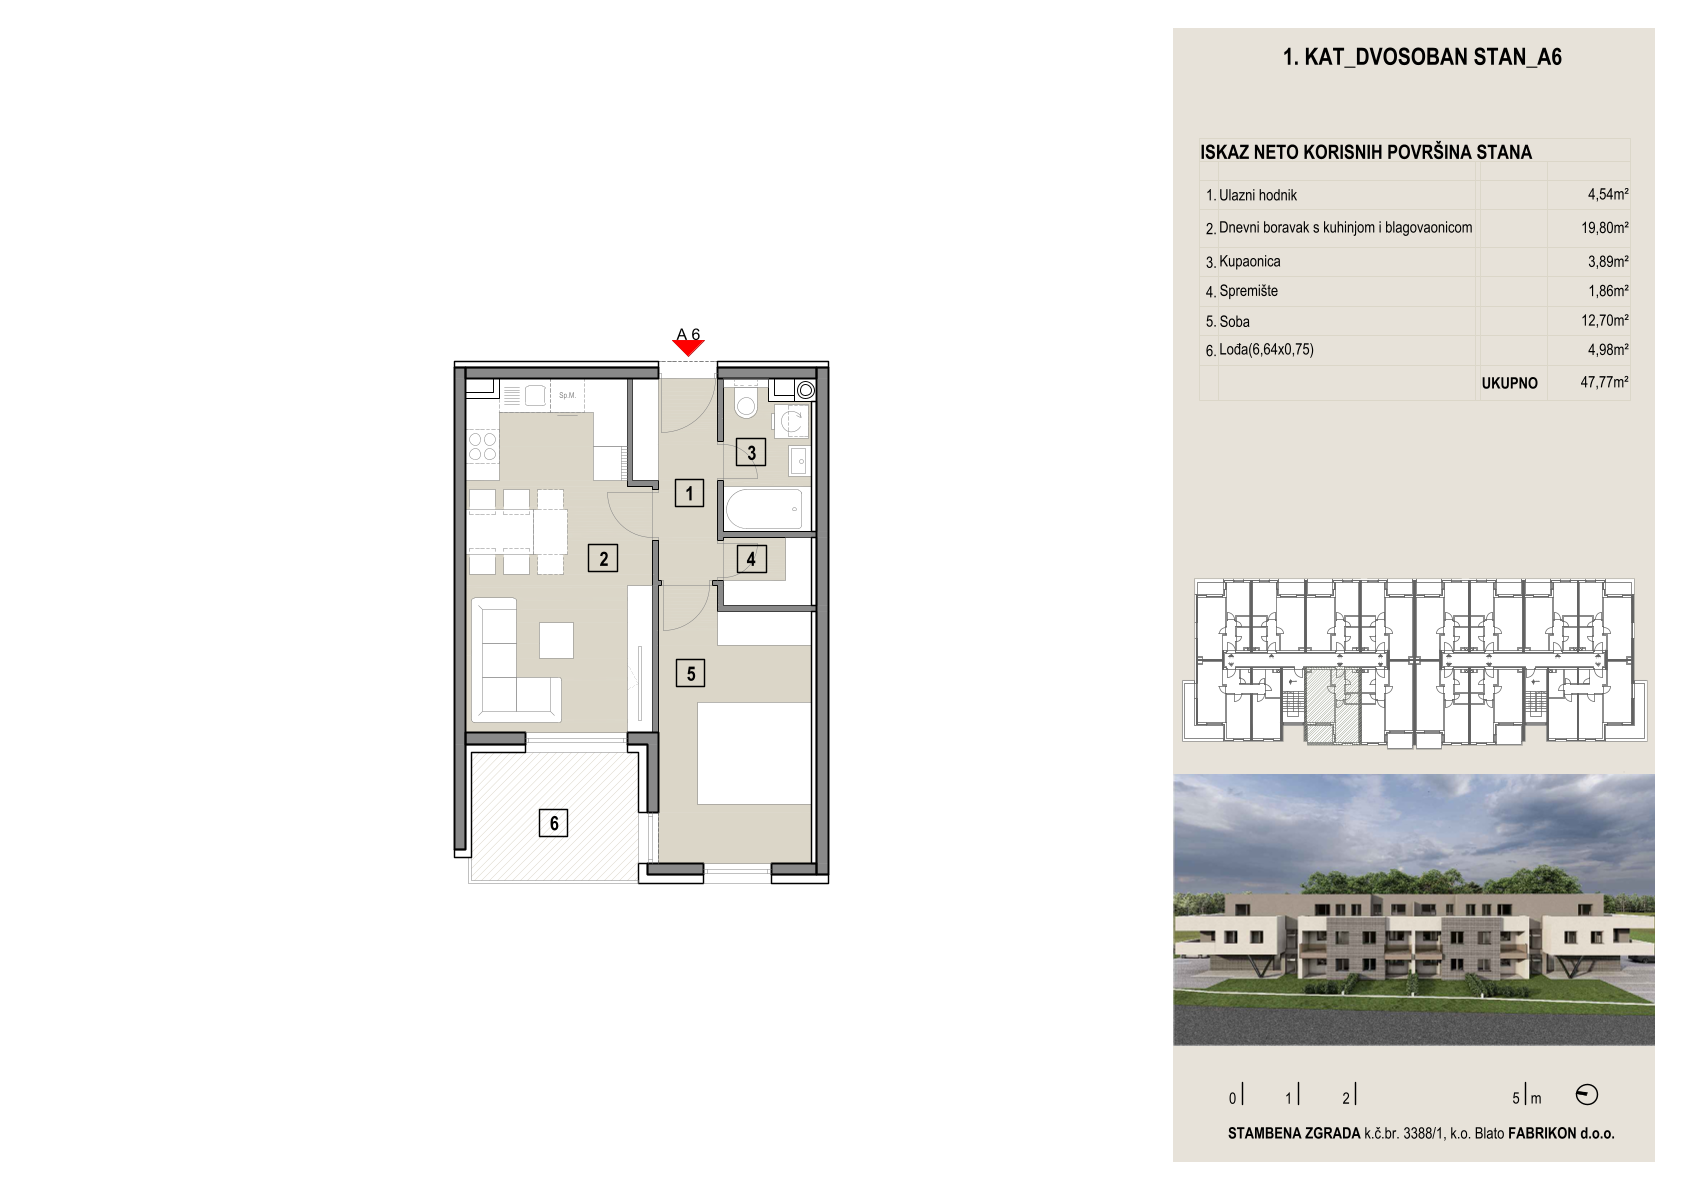 1. KAT_DVOSOBAN STAN_A6
ISKAZ NETO KORISNIH POVRŠINA STANA
1. Ulazni hodnik 4,54m²
2. Dnevni boravak s kuhinjom i blagovaonicom 19,80m²
3. Kupaonica 3,89m²
4. Spremište 1,86m²
5. Soba 12,70m²
6. Lođa(6,64x0,75) 4,98m²
UKUPNO 47,77m²
A 6
Sp.M.
3
1
2
4
5
6
0 1 2 5 m
STAMBENA ZGRADA k.č.br. 3388/1, k.o. Blato FABRIKON d.o.o.